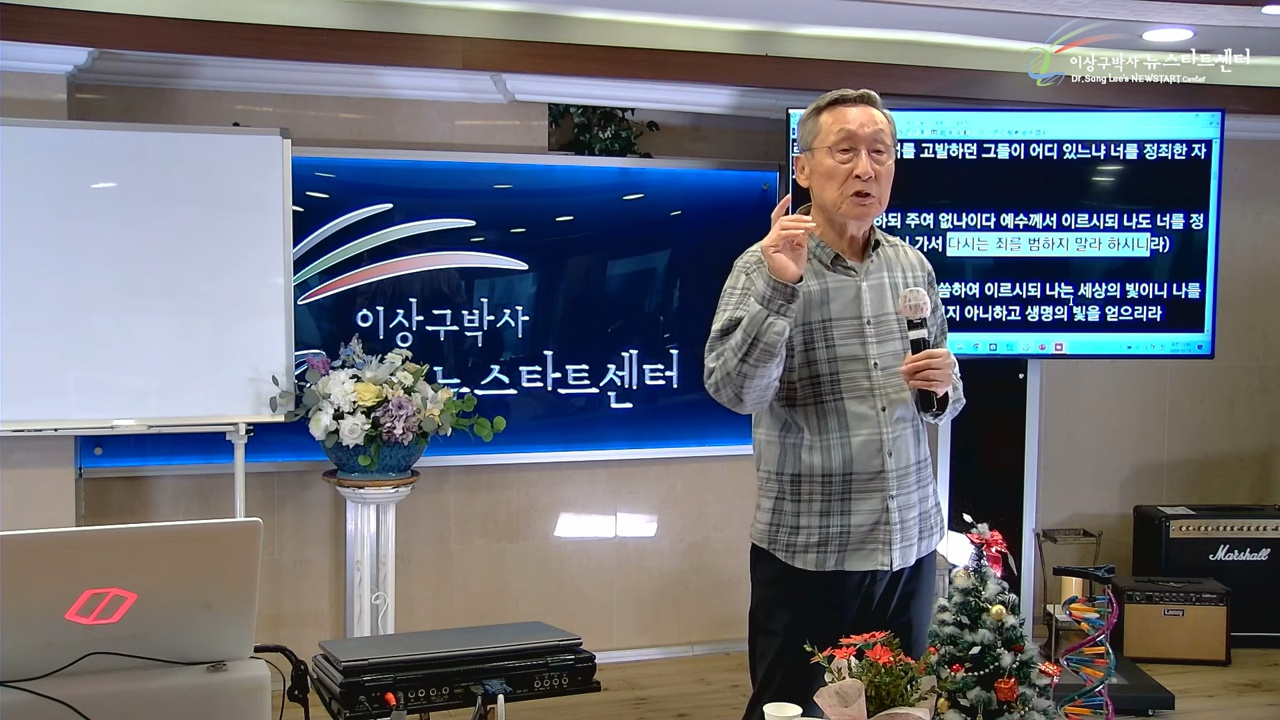 이상구박사 뉴스타트센터
Dr. Sang Lee's NEWSTART Center
고발하던 그들이 어디 있느냐 너를 정죄한 자
하되 주여 없나이다 예수께서 이르시되 나도 너를 정
가서 다시는 죄를 범하지 말라 하시니라)
씀하여 이르시되 나는 세상의 빛이니 나를
지 아니하고 생명의 빛을 얻으리라
이상구박사
뉴스타트센터
Marshall
Laney